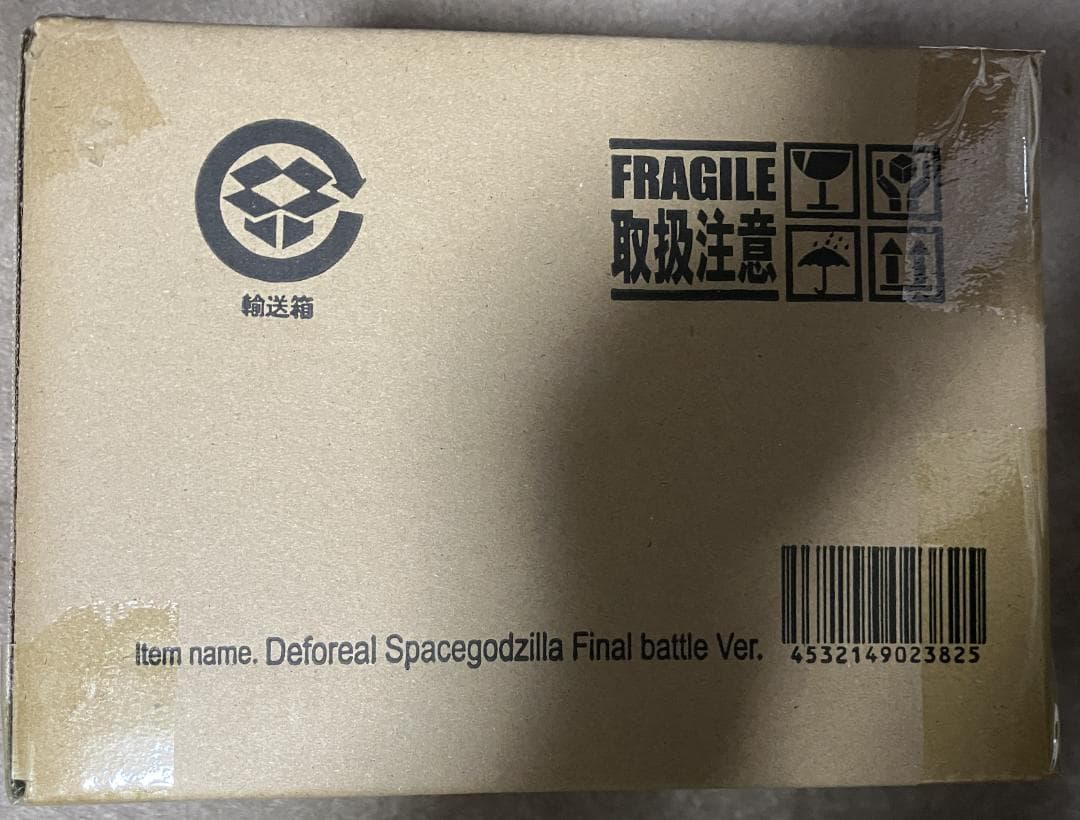 FRAGILE
取扱注意
輸送箱
Item name. Deforeal Spacegodzilla Final battle Ver.
4532149023825